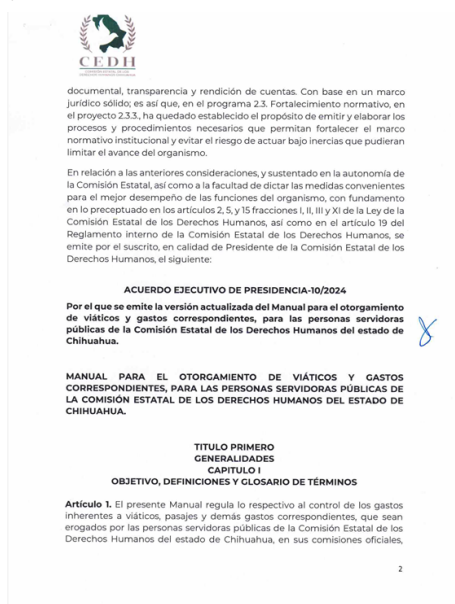 CEDH
documental, transparencia y rendición de cuentas. Con base en un marco
jurídico sólido; es así que, en el programa 2.3. Fortalecimiento normativo, en
el proyecto 2.3.3., ha quedado establecido el propósito de emitir y elaborar los
procesos y procedimientos necesarios que permitan fortalecer el marco
normativo institucional y evitar el riesgo de actuar bajo inercias que pudieran
limitar el avance del organismo.
En relación a las anteriores consideraciones, y sustentado en la autonomía de
la Comisión Estatal, así como a la facultad de dictar las medidas convenientes
para el mejor desempeño de las funciones del organismo, con fundamento
en lo preceptuado en los artículos 2, 5, y 15 fracciones I, II, III y XI de la Ley de la
Comisión Estatal de los Derechos Humanos, así como en el artículo 19 del
Reglamento interno de la Comisión Estatal de los Derechos Humanos, se
emite por el suscrito, en calidad de Presidente de la Comisión Estatal de los
Derechos Humanos, el siguiente:
ACUERDO EJECUTIVO DE PRESIDENCIA-10/2024
Por el que se emite la versión actualizada del Manual para el otorgamiento
de viáticos y gastos correspondientes, para las personas servidoras
públicas de la Comisión Estatal de los Derechos Humanos del estado de
Chihuahua.
MANUAL PARA EL OTORGAMIENTO DE VIÁTICOS Y GASTOS
CORRESPONDIENTES, PARA LAS PERSONAS SERVIDORAS PÚBLICAS DE
LA COMISIÓN ESTATAL DE LOS DERECHOS HUMANOS DEL ESTADO DE
CHIHUAHUA.
TITULO PRIMERO
GENERALIDADES
CAPITULO I
OBJETIVO, DEFINICIONES Y GLOSARIO DE TÉRMINOS
Artículo 1. El presente Manual regula lo respectivo al control de los gastos
inherentes a viáticos, pasajes y demás gastos correspondientes, que sean
erogados por las personas servidoras públicas de la Comisión Estatal de los
Derechos Humanos del Estado de Chihuahua, en sus comisiones oficiales,
2